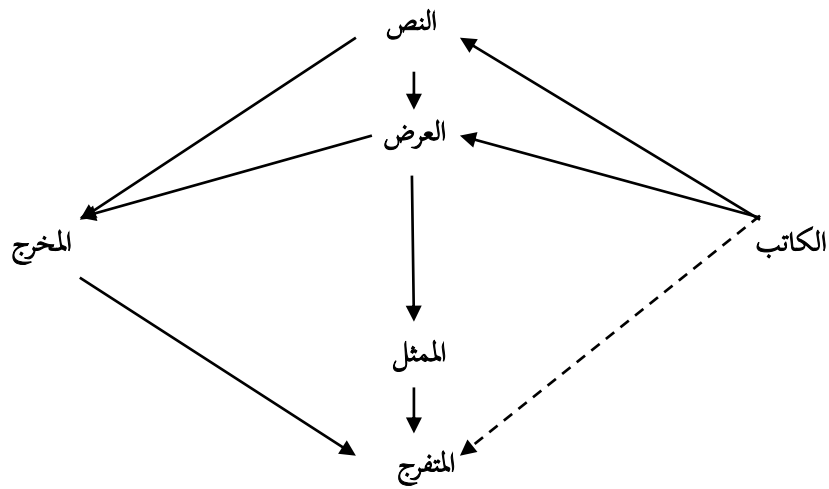 النص
العرض
الكاتب
المخرج
الممثل
المتفرج